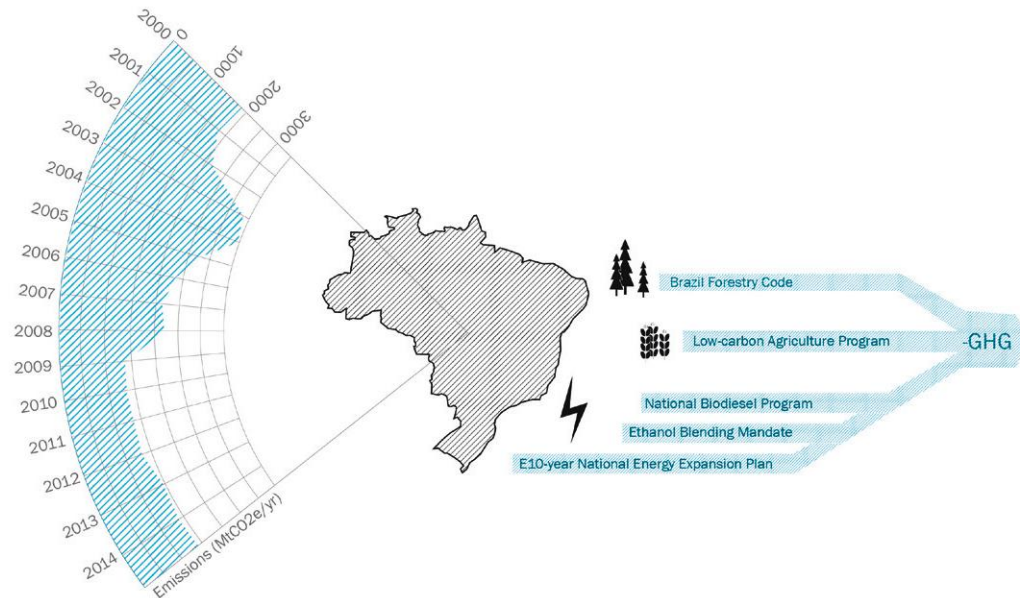 2000
2001
2002
2003
2004
2005
2006
2007
2008
2009
2010
2011
2012
2013
2014
0
1000
2000
3000
Emissions (MtCO2e/yr)
Brazil Forestry Code
Low-carbon Agriculture Program
National Biodiesel Program
Ethanol Blending Mandate
E10-year National Energy Expansion Plan
-GHG